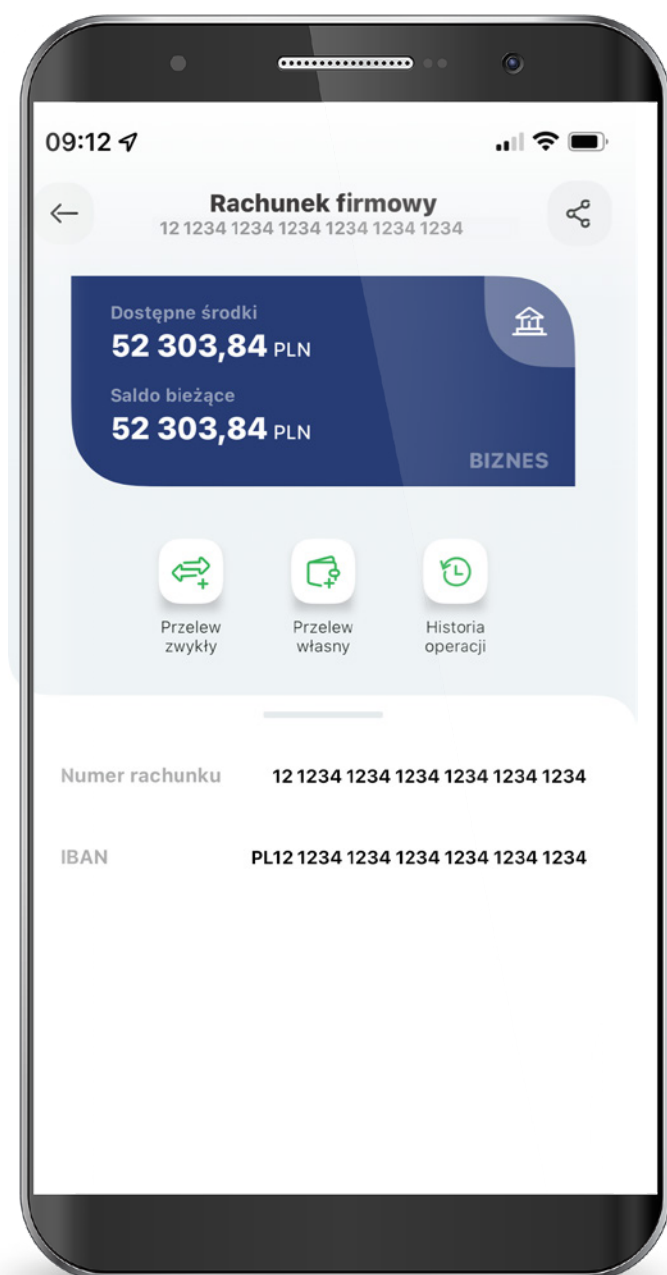 09:12
Rachunek firmowy
12 1234 1234 1234 1234 1234 1234
Dostępne środki
52 303,84 PLN
Saldo bieżące
52 303,84 PLN
BIZNES
Przelew zwykły
Przelew własny
Historia operacji
Numer rachunku 12 1234 1234 1234 1234 1234 1234
IBAN PL12 1234 1234 1234 1234 1234 1234